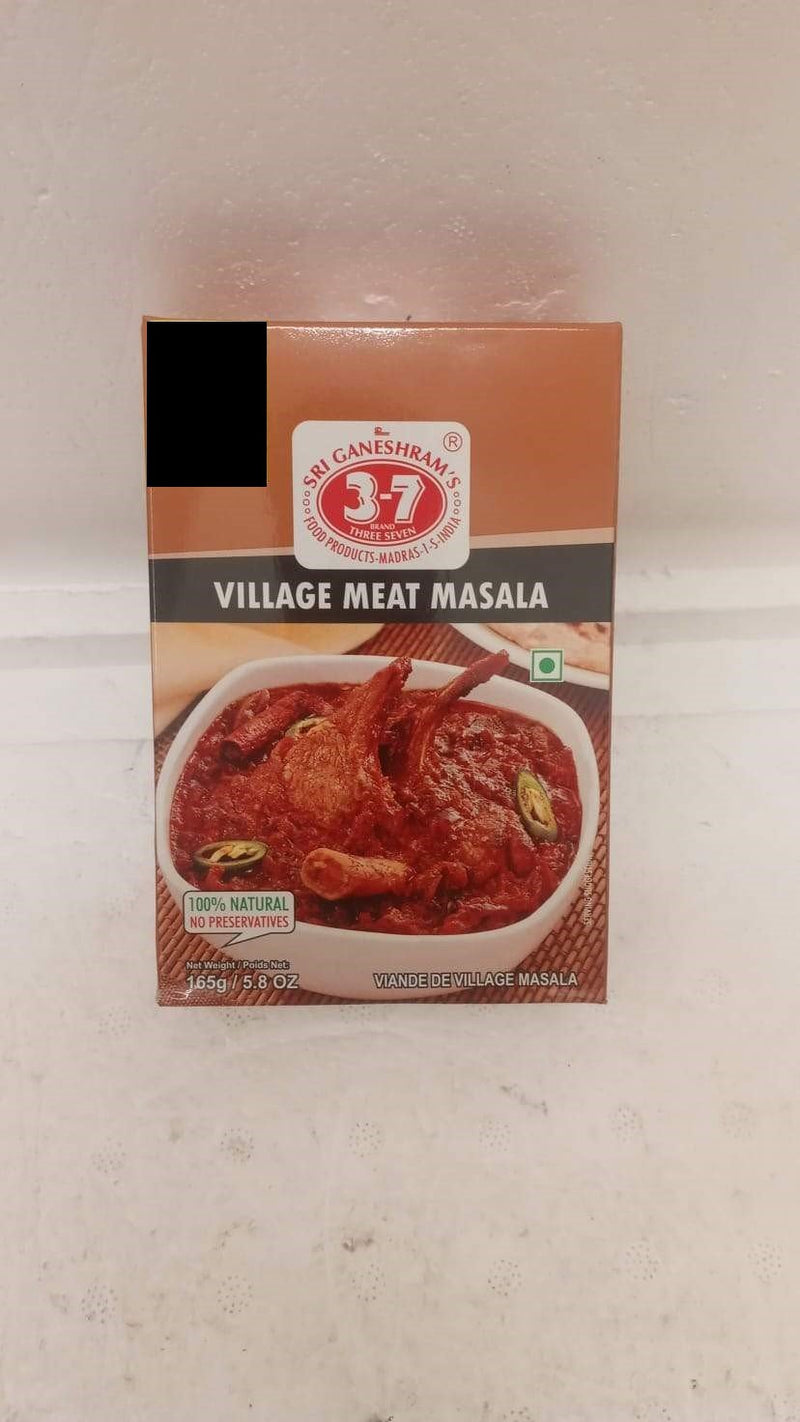 SRI GANESHRAM'S
®
3-7
BRAND
THREE SEVEN
FOOD PRODUCTS-MADRAS-1-S-INDIA
VILLAGE MEAT MASALA
100% NATURAL
NO PRESERVATIVES
Net Weight / Poids Net:
165g / 5.8 OZ
VIANDE DE VILLAGE MASALA